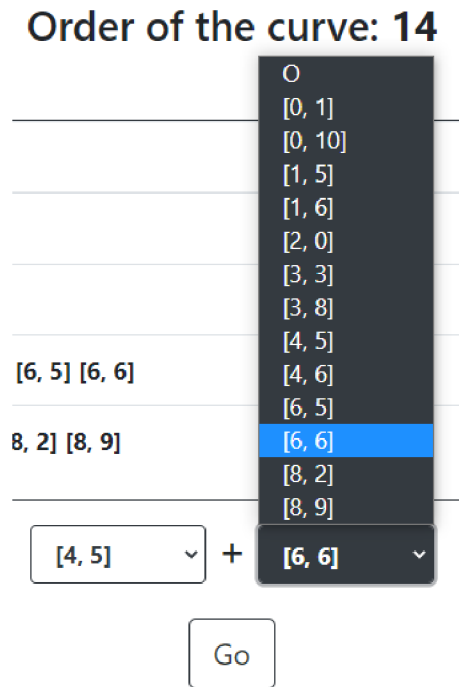 Order of the curve: 14
O
[0, 1]
[0, 10]
[1, 5]
[1, 6]
[2, 0]
[3, 3]
[3, 8]
[4, 5]
[4, 6]
[6, 5] [6, 6]
[6, 5]
[6, 6]
8, 2] [8, 9]
[8, 2]
[8, 9]
[4, 5] + [6, 6]
Go